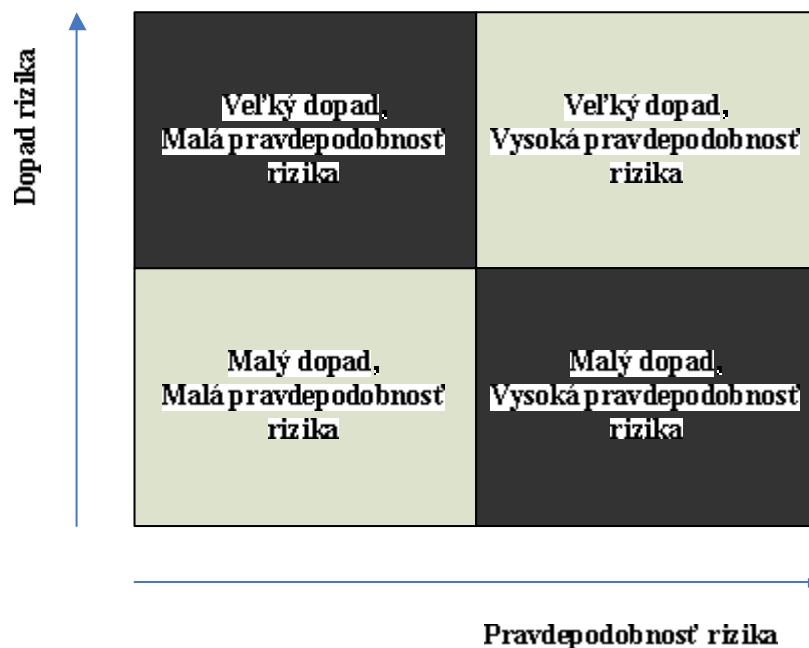 Dopad rizika
Veľký dopad,
Malá pravdepodobnosť
rizika
Veľký dopad,
Vysoká pravdepodobnosť
rizika
Malý dopad,
Malá pravdepodobnosť
rizika
Malý dopad,
Vysoká pravdepodobnosť
rizika
Pravdepodobnosť rizika